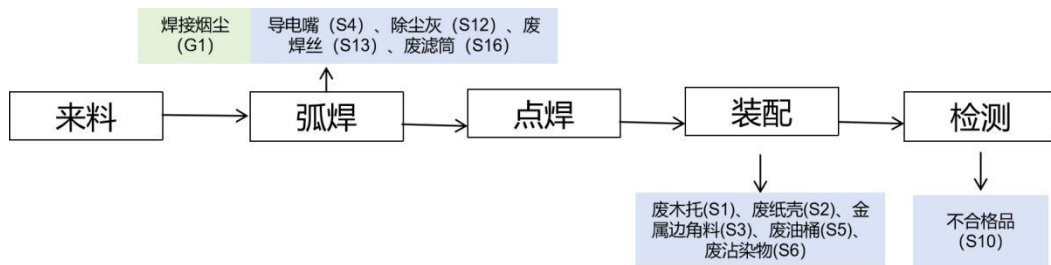 焊接烟尘
(G1)
导电嘴（S4）、除尘灰（S12）、废
焊丝（S13）、废滤筒（S16）
来料
弧焊
点焊
装配
检测
废木托(S1)、废纸壳(S2)、金
属边角料(S3)、废油桶(S5)、
废沾染物(S6)
不合格品
(S10)